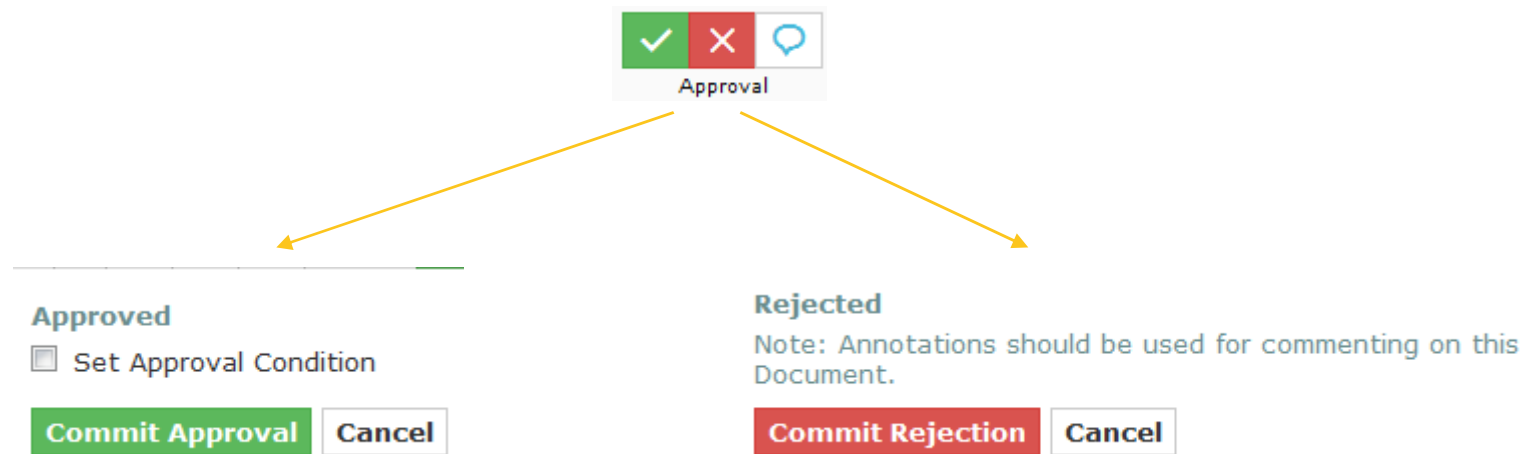 Approval
Approved
Set Approval Condition
Commit Approval
Cancel
Rejected
Note: Annotations should be used for commenting on this
Document.
Commit Rejection
Cancel